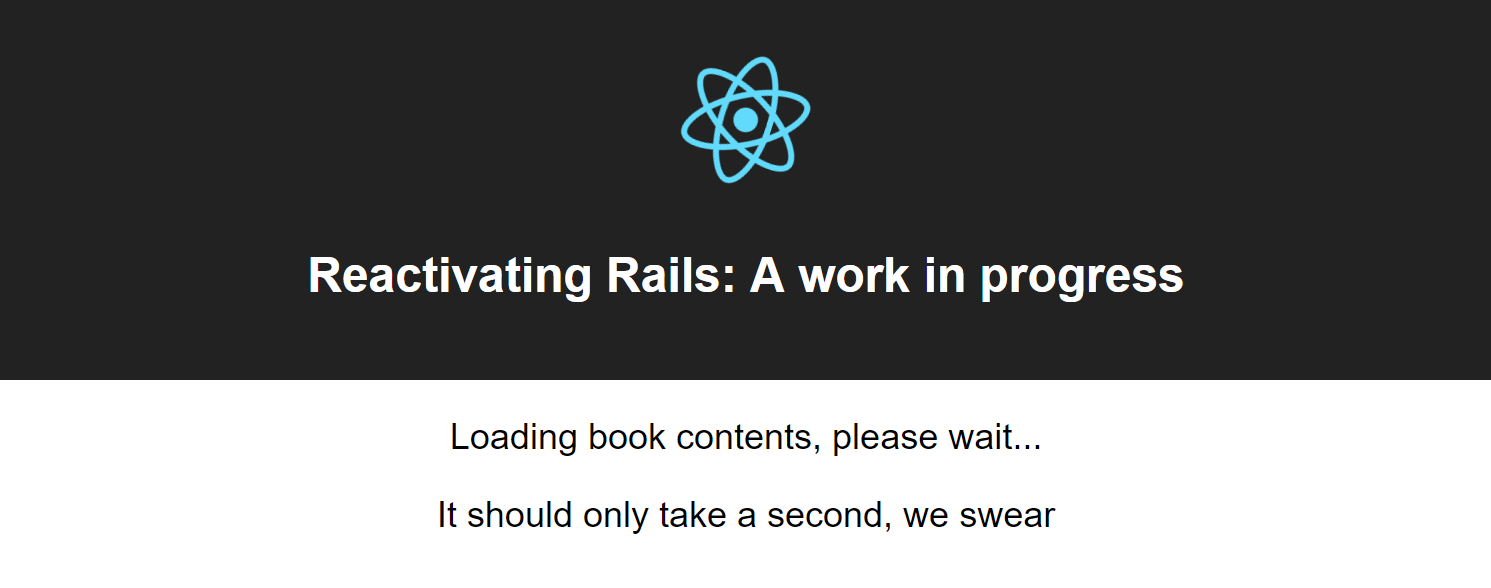 Reactivating Rails: A work in progress
Loading book contents, please wait...
It should only take a second, we swear